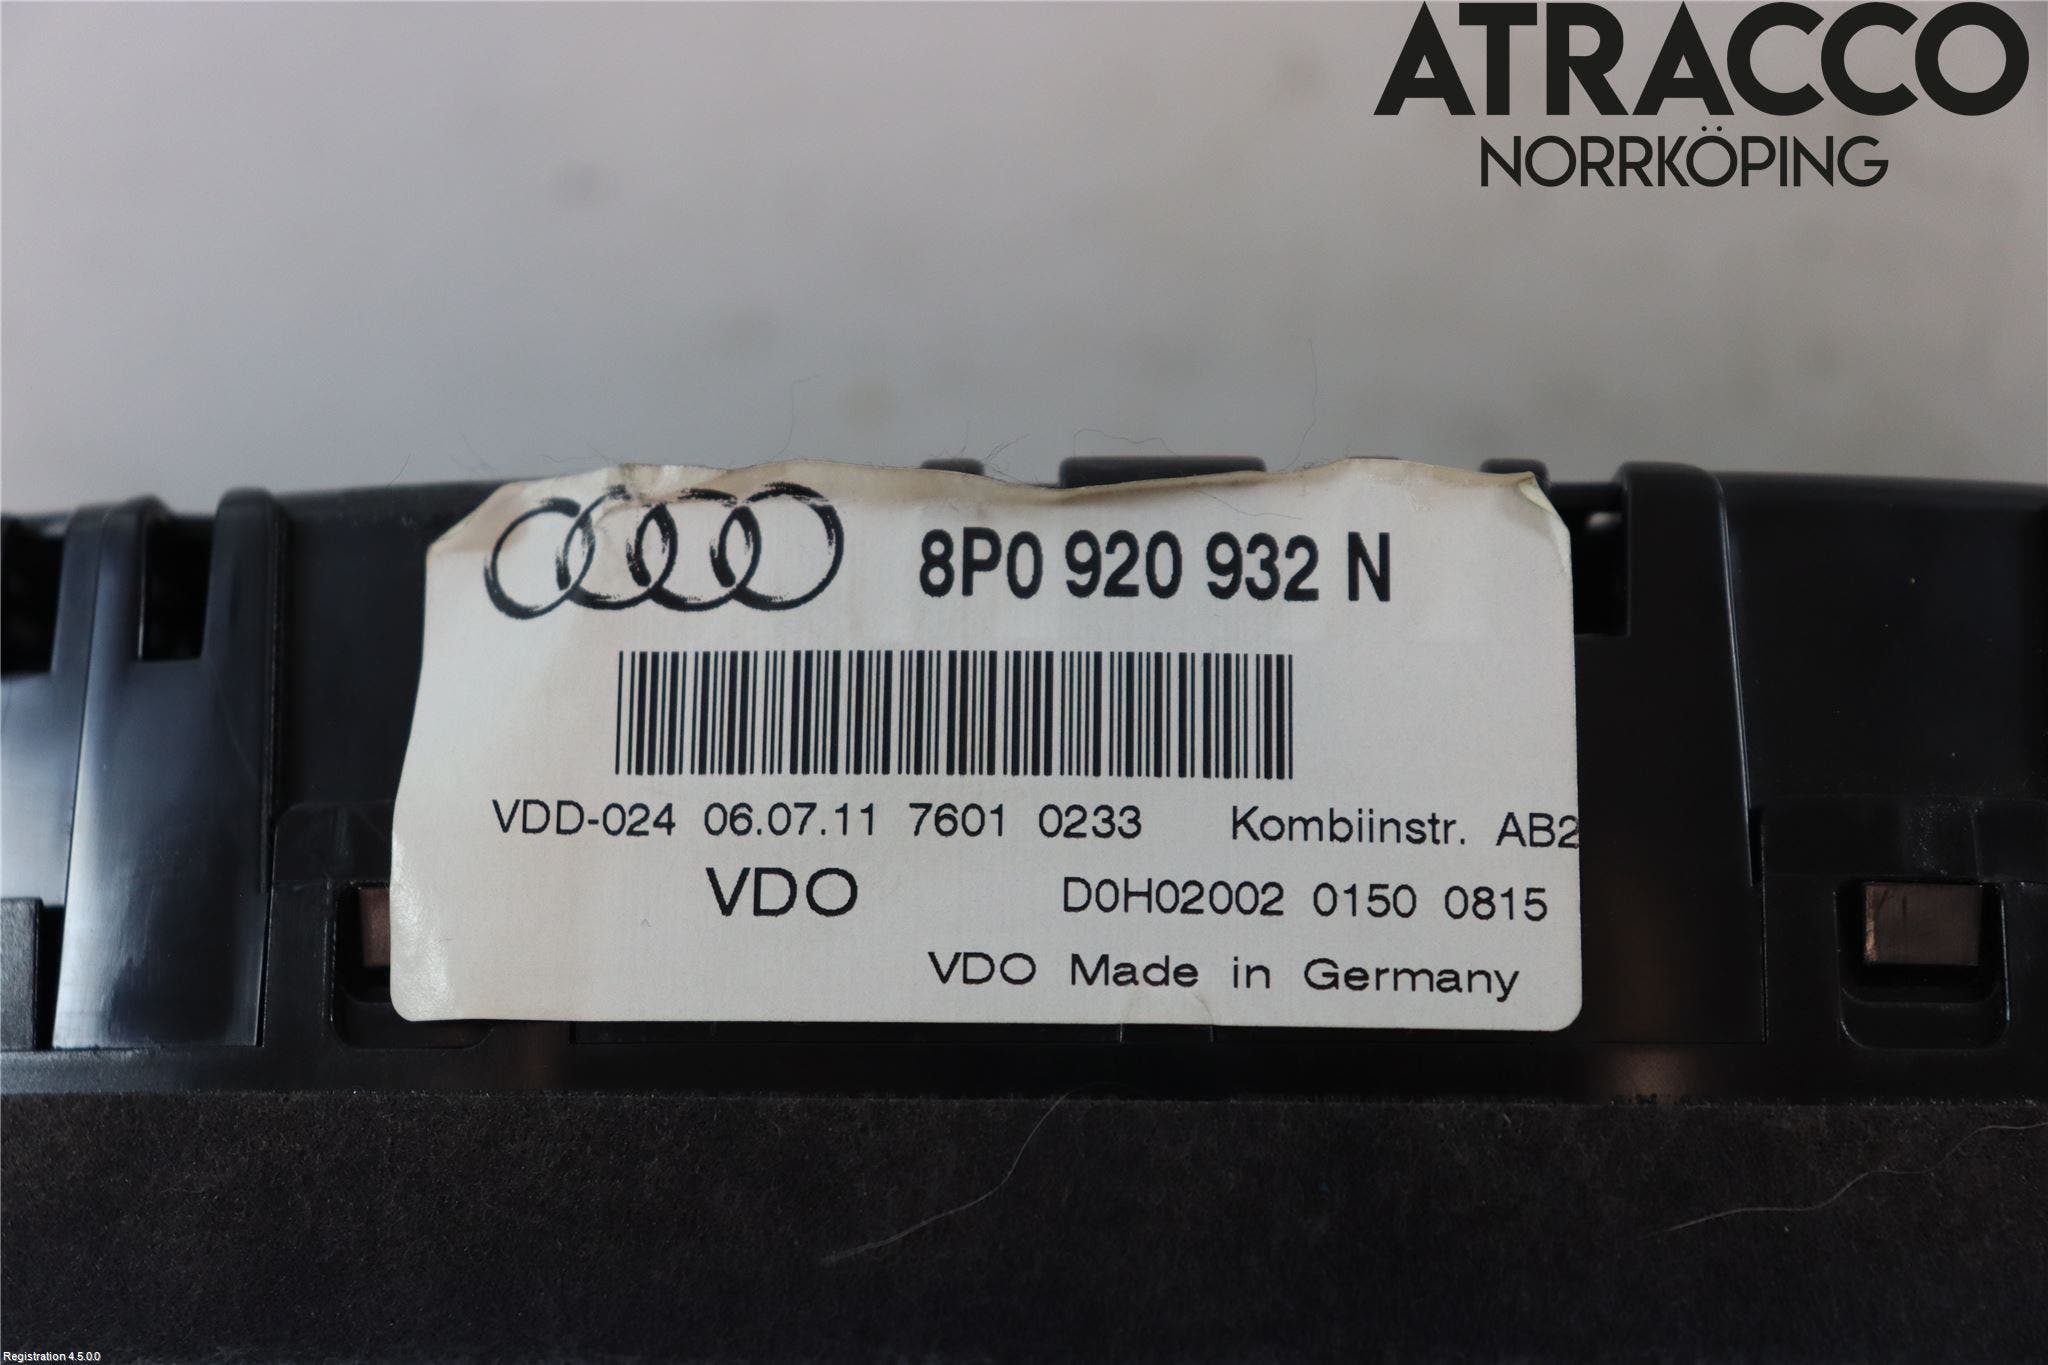 ATRACCO
NORRKÖPING
8P0 920 932 N
VDD-024 06.07.11 7601 0233 Kombiinstr. AB2
VDO D0H02002 0150 0815
VDO Made in Germany
Registration 4.5.0.0